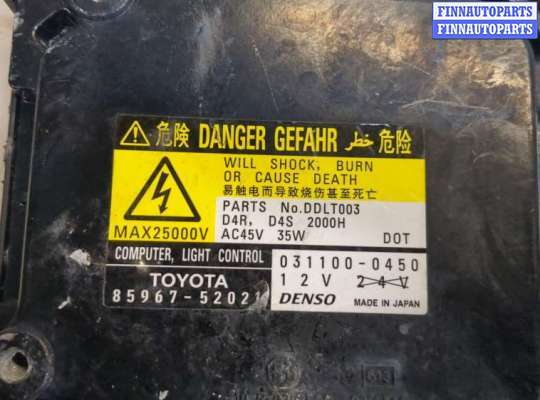 FINNAUTOPARTS
FINNAUTOPARTS
⚠ 危険 DANGER GEFAHR خطر 危险
WILL SHOCK, BURN
OR CAUSE DEATH
易触电而导致烧伤甚至死亡
MAX25000V
PARTS No.DDLT003
D4R, D4S 2000H
AC45V 35W DOT
COMPUTER, LIGHT CONTROL
031100-0450
TOYOTA
12V 24V
85967-52021
DENSO MADE IN JAPAN